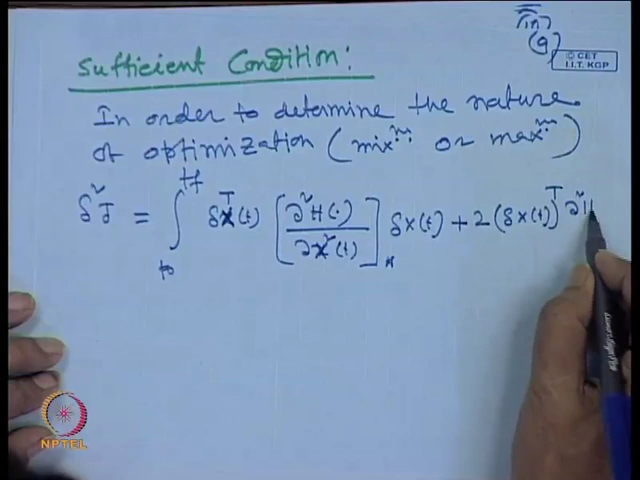 (9)
© CET
I.I.T. KGP
Sufficient Condition:
In order to determine the nature
of optimization (mix^m or max^m)
δ²J = ∫_{t0}^{tf} δX^T(t) [∂²H(·)/∂X²(t)]_* δX(t) + 2(δX(t))^T ∂²H
NPTEL